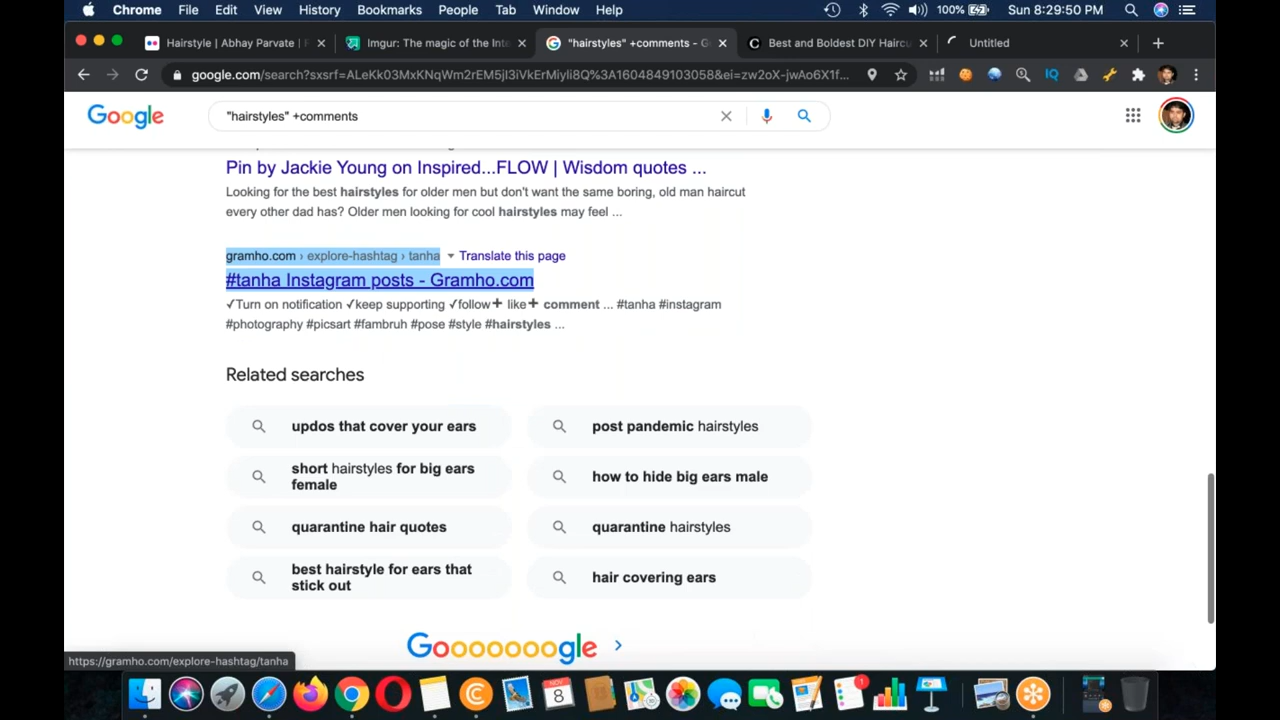 Chrome File Edit View History Bookmarks People Tab Window Help 100% Sun 8:29:50 PM
Hairstyle | Abhay Parvate | F × Imgur: The magic of the Inte × "hairstyles" +comments - G × Best and Boldest DIY Haircu × Untitled × +
google.com/search?sxsrf=ALeKk03MxKNqWm2rEM5jI3iVkErMiyli8Q%3A1604849103058&ei=zw2oX-jwAo6X1f...
Google "hairstyles" +comments
Pin by Jackie Young on Inspired...FLOW | Wisdom quotes ...
Looking for the best hairstyles for older men but don't want the same boring, old man haircut
every other dad has? Older men looking for cool hairstyles may feel ...
gramho.com › explore-hashtag › tanha Translate this page
#tanha Instagram posts - Gramho.com
✓Turn on notification ✓keep supporting ✓follow+ like+ comment ... #tanha #instagram
#photography #picsart #fambruh #pose #style #hairstyles ...
Related searches
updos that cover your ears
post pandemic hairstyles
short hairstyles for big ears
female
how to hide big ears male
quarantine hair quotes
quarantine hairstyles
best hairstyle for ears that
stick out
hair covering ears
Goooooooogle ›
https://gramho.com/explore-hashtag/tanha
NOV
8
1